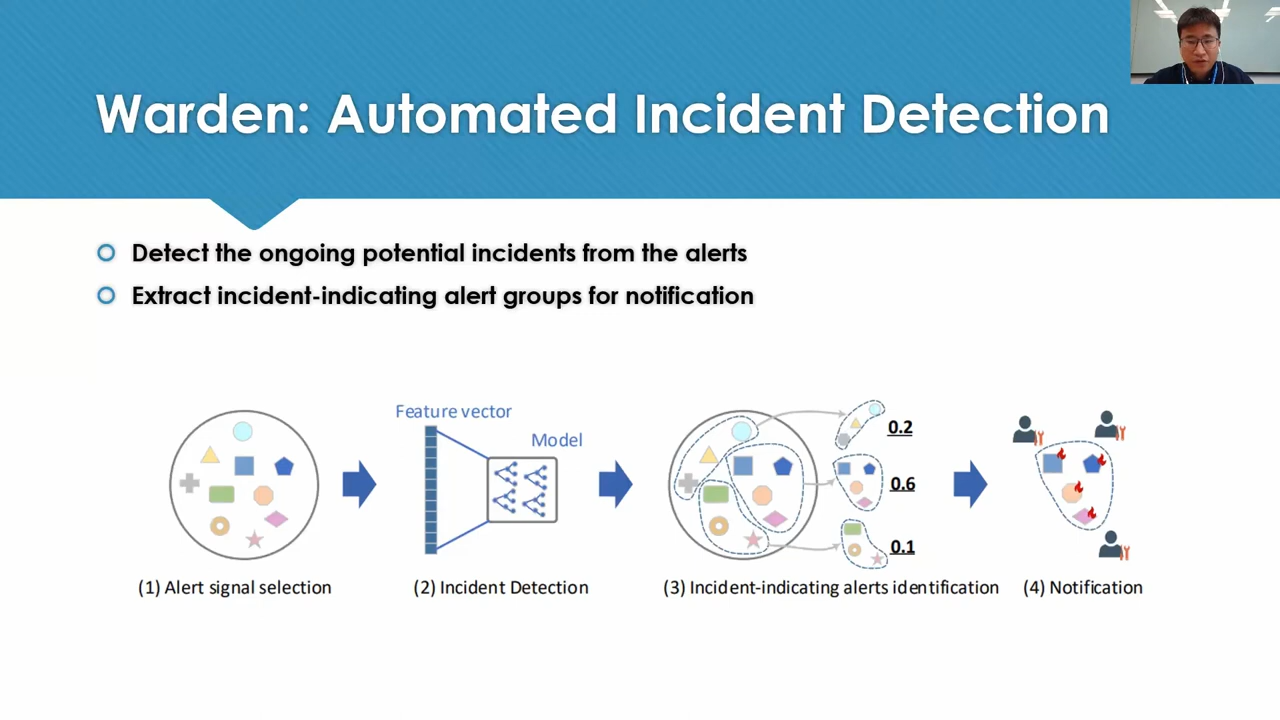 Warden: Automated Incident Detection
Detect the ongoing potential incidents from the alerts
Extract incident-indicating alert groups for notification
Feature vector
Model
0.2
0.6
0.1
(1) Alert signal selection
(2) Incident Detection
(3) Incident-indicating alerts identification
(4) Notification